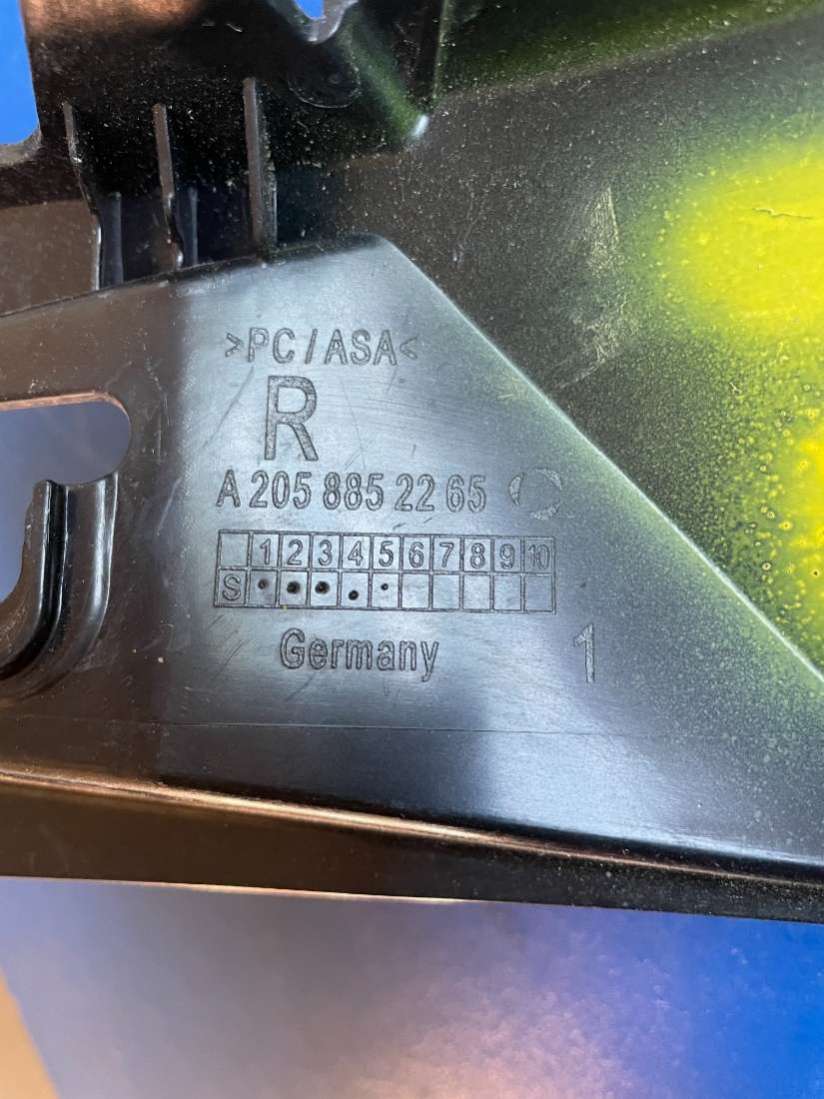 >PC/ASA<
R
A 205 885 22 65
1 2 3 4 5 6 7 8 9 10
S
Germany
1